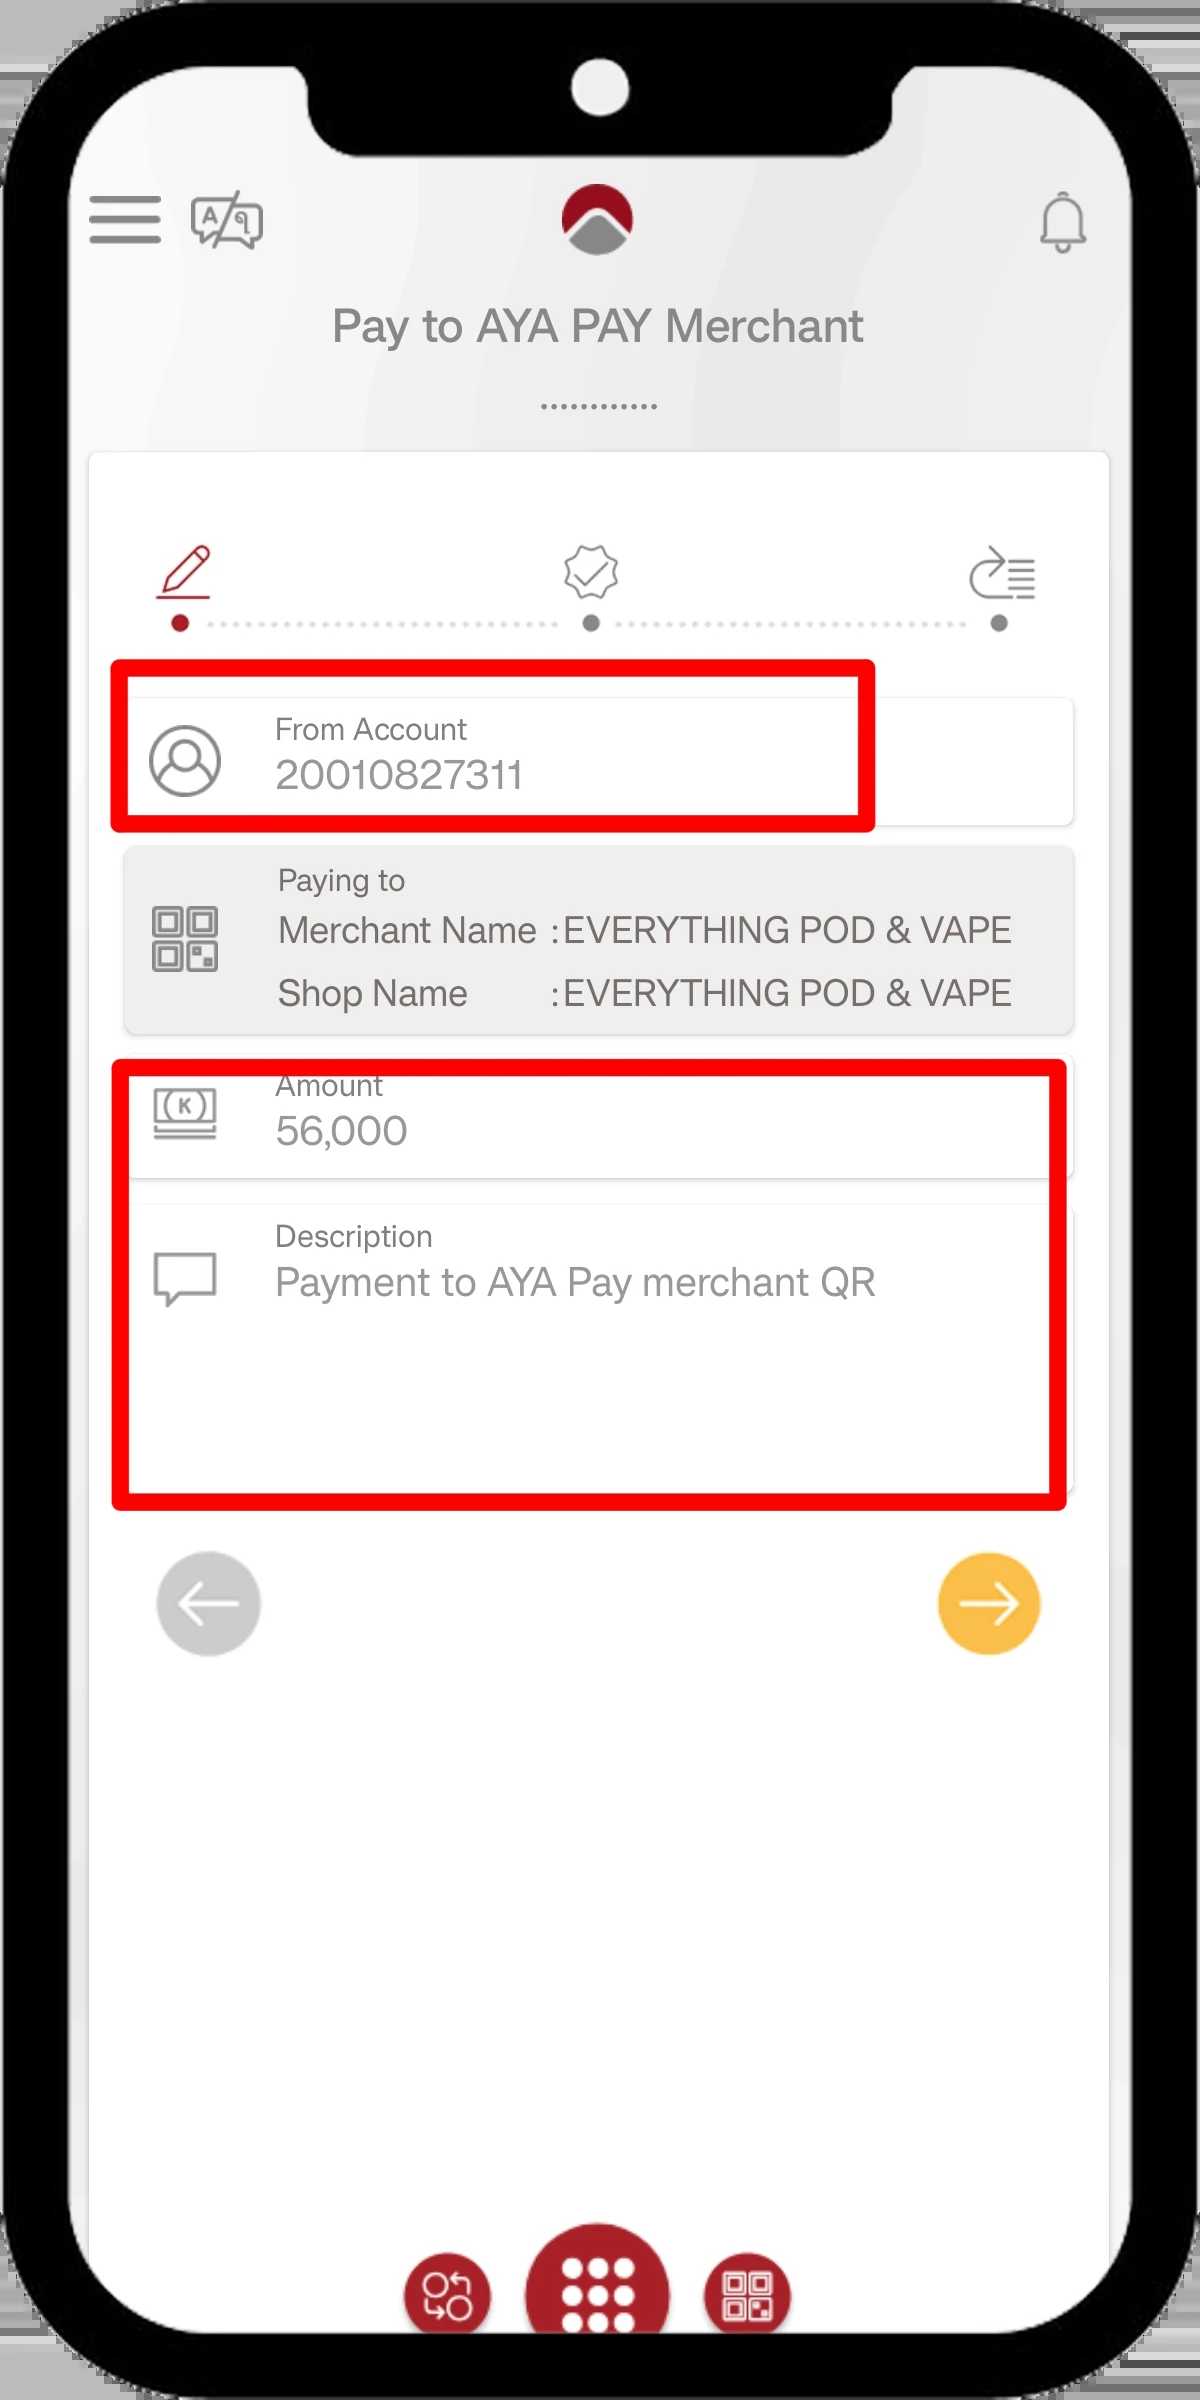 Pay to AYA PAY Merchant
From Account
20010827311
Paying to
Merchant Name :EVERYTHING POD & VAPE
Shop Name :EVERYTHING POD & VAPE
Amount
56,000
Description
Payment to AYA Pay merchant QR